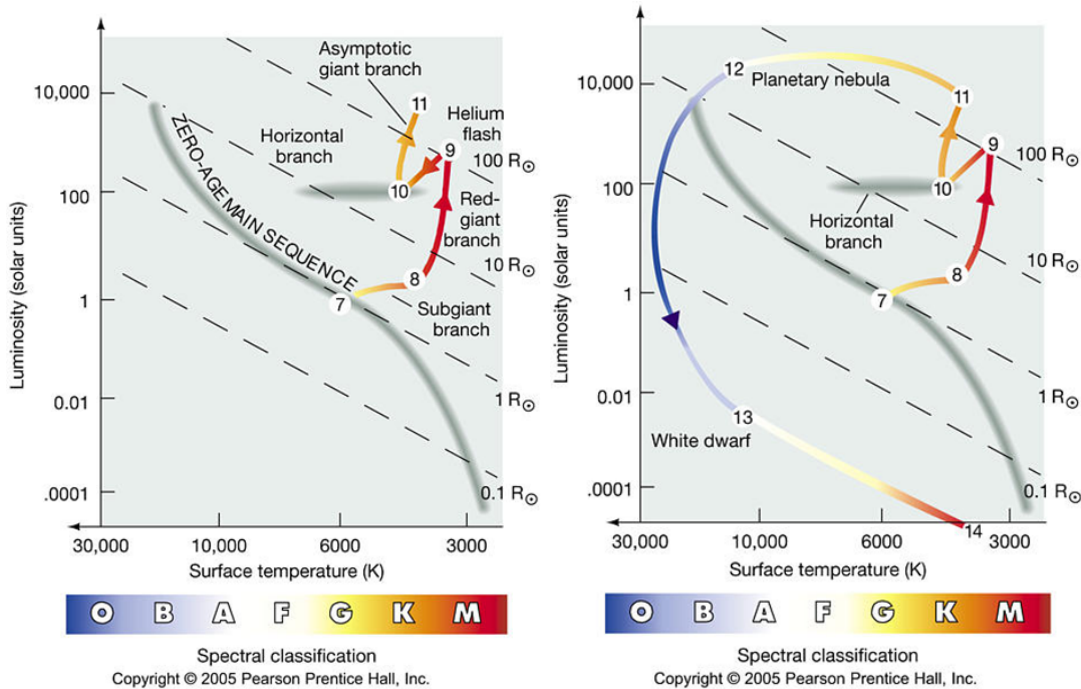 Asymptotic
giant branch
11
10,000
Helium
flash
ZERO-AGE MAIN SEQUENCE
Horizontal
branch
9
100 R⊙
100
10
Red-
giant
branch
10 R⊙
8
1
7
Subgiant
branch
1 R⊙
0.01
.0001
0.1 R⊙
Luminosity (solar units)
30,000
10,000
6000
3000
Surface temperature (K)
O B A F G K M
Spectral classification
Copyright © 2005 Pearson Prentice Hall, Inc.
12
Planetary nebula
10,000
11
9
100 R⊙
100
10
Horizontal
branch
10 R⊙
8
1
7
1 R⊙
0.01
13
White dwarf
.0001
0.1 R⊙
14
Luminosity (solar units)
30,000
10,000
6000
3000
Surface temperature (K)
O B A F G K M
Spectral classification
Copyright © 2005 Pearson Prentice Hall, Inc.